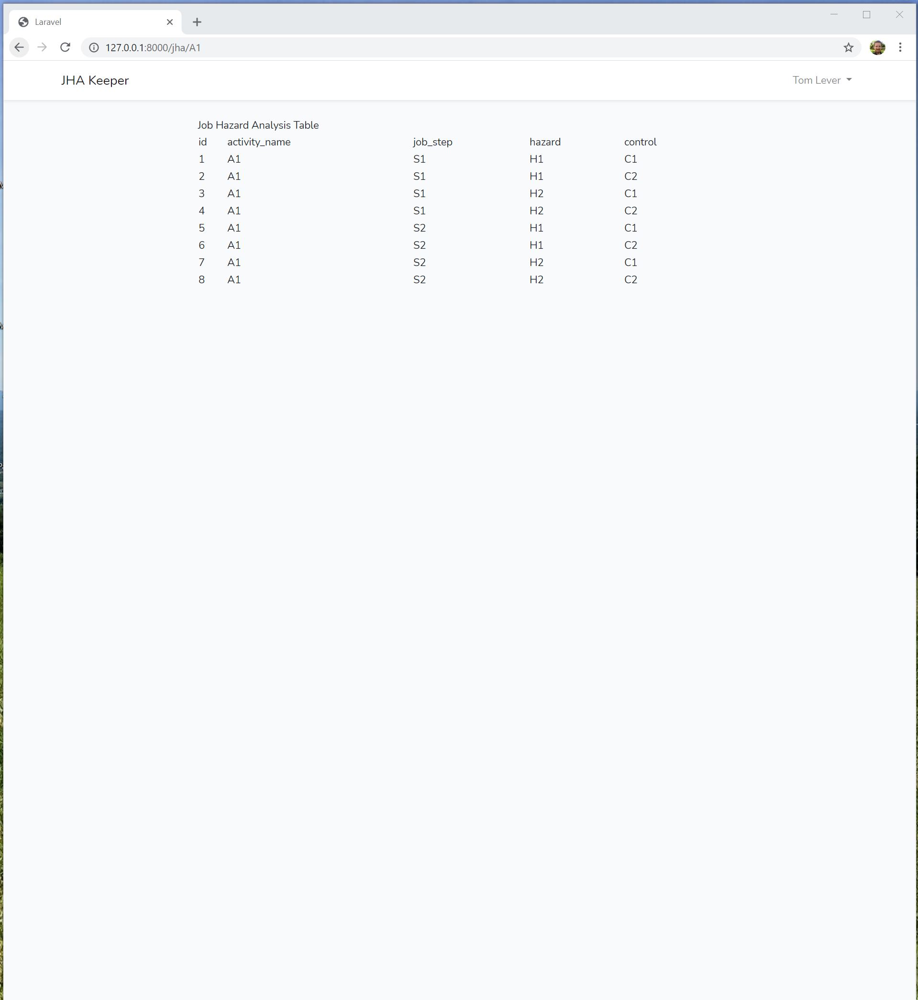 Laravel
127.0.0.1:8000/jha/A1
JHA Keeper
Tom Lever
Job Hazard Analysis Table
id activity_name job_step hazard control
1 A1 S1 H1 C1
2 A1 S1 H1 C2
3 A1 S1 H2 C1
4 A1 S1 H2 C2
5 A1 S2 H1 C1
6 A1 S2 H1 C2
7 A1 S2 H2 C1
8 A1 S2 H2 C2